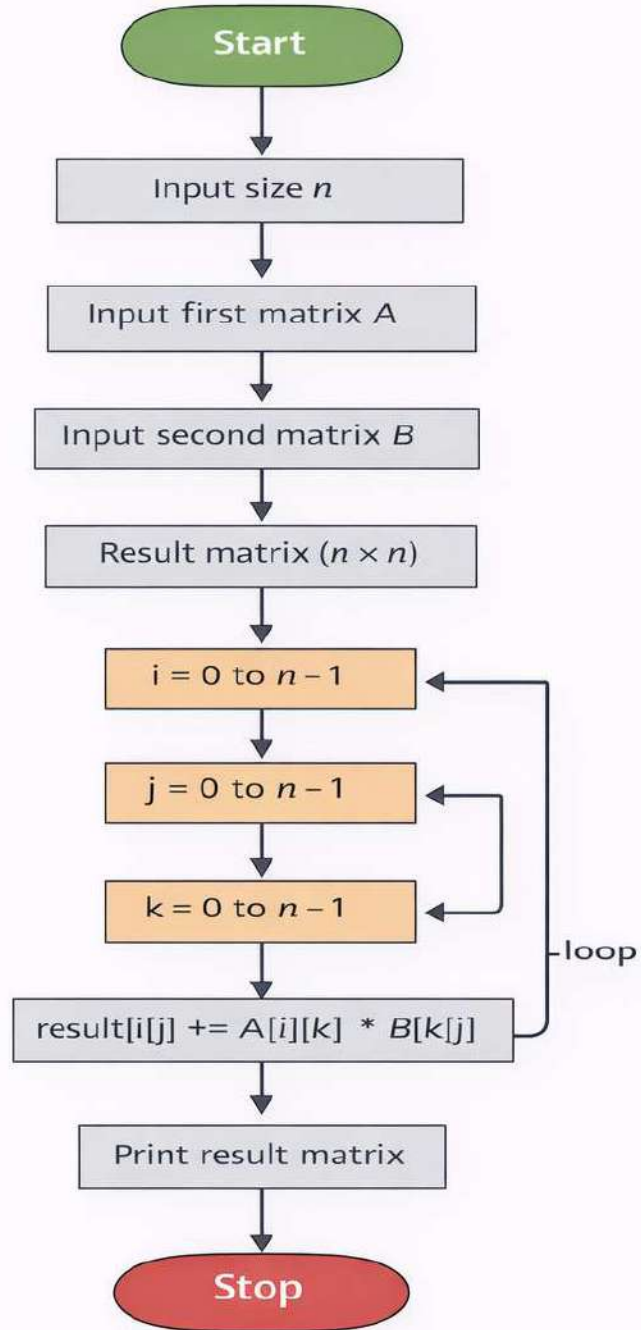 Start
Input size n
Input first matrix A
Input second matrix B
Result matrix (n × n)
i = 0 to n – 1
j = 0 to n – 1
k = 0 to n – 1
loop
result[i[j] += A[i][k] * B[k[j]
Print result matrix
Stop